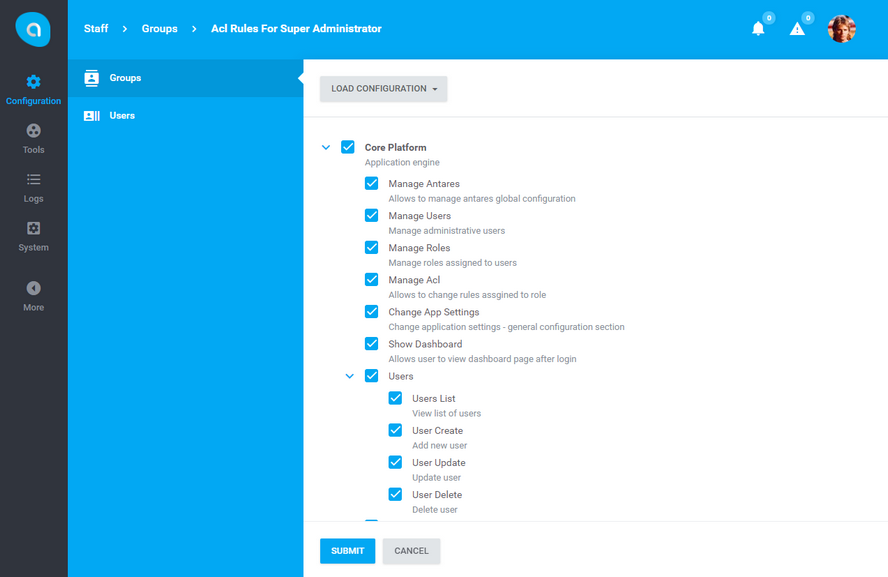 Staff > Groups > Acl Rules For Super Administrator
0
0
Configuration
Tools
Logs
System
More
Groups
Users
LOAD CONFIGURATION
Core Platform
Application engine
Manage Antares
Allows to manage antares global configuration
Manage Users
Manage administrative users
Manage Roles
Manage roles assigned to users
Manage Acl
Allows to change rules assgined to role
Change App Settings
Change application settings - general configuration section
Show Dashboard
Allows user to view dashboard page after login
Users
Users List
View list of users
User Create
Add new user
User Update
Update user
User Delete
Delete user
SUBMIT
CANCEL